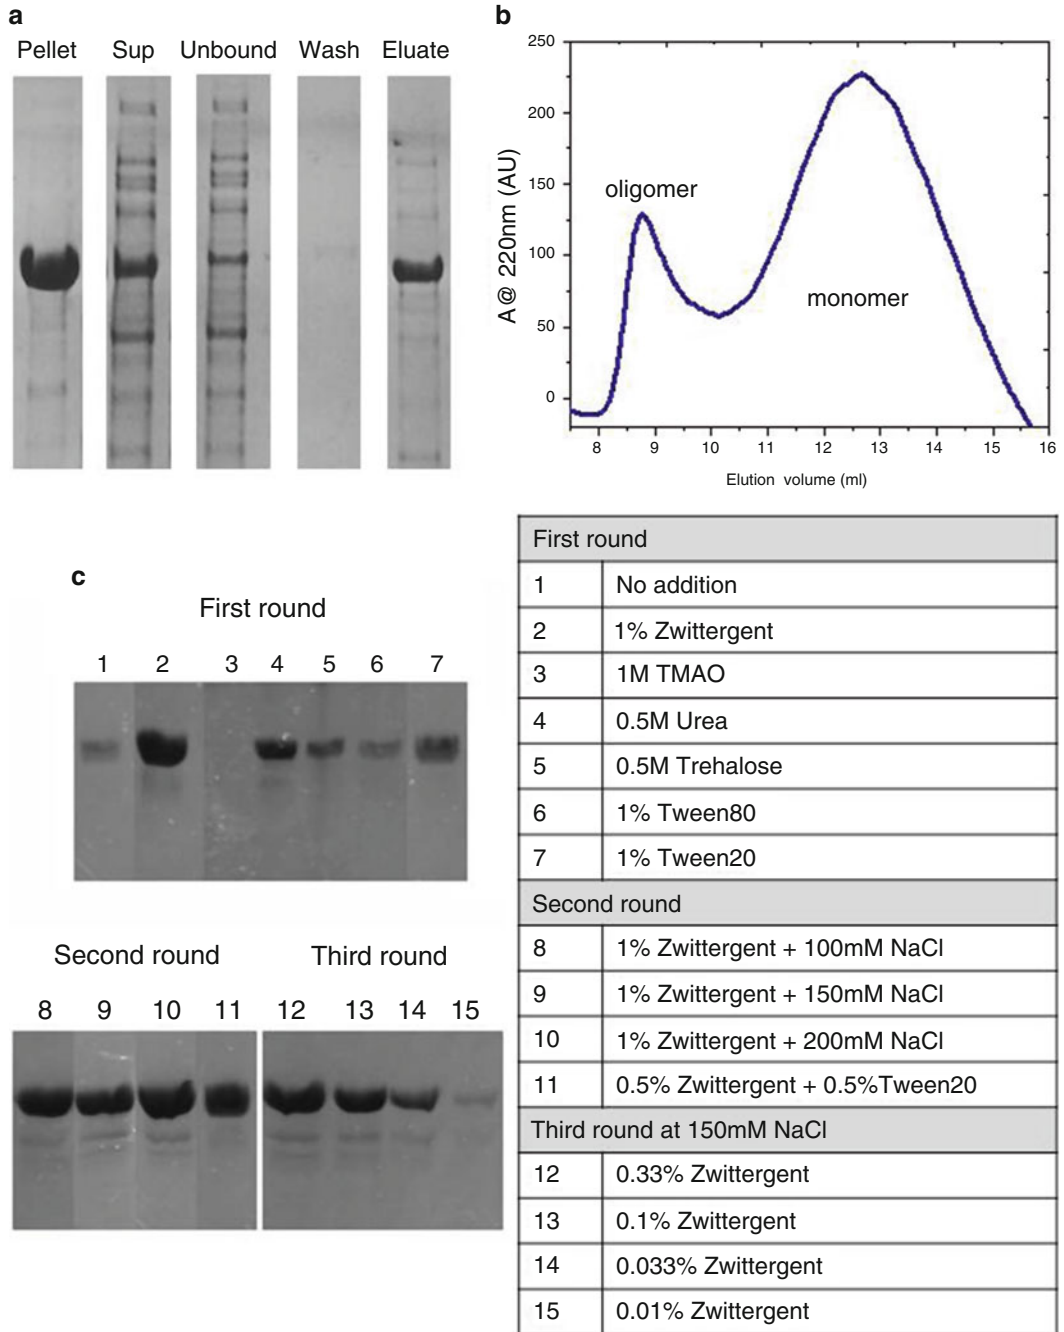 a
Pellet Sup Unbound Wash Eluate
b
250
200
150
100
50
0
A@ 220nm (AU)
oligomer
monomer
8 9 10 11 12 13 14 15 16
Elution volume (ml)
c
First round
1 2 3 4 5 6 7
Second round
8 9 10 11
Third round
12 13 14 15
First round
1 No addition
2 1% Zwittergent
3 1M TMAO
4 0.5M Urea
5 0.5M Trehalose
6 1% Tween80
7 1% Tween20
Second round
8 1% Zwittergent + 100mM NaCl
9 1% Zwittergent + 150mM NaCl
10 1% Zwittergent + 200mM NaCl
11 0.5% Zwittergent + 0.5%Tween20
Third round at 150mM NaCl
12 0.33% Zwittergent
13 0.1% Zwittergent
14 0.033% Zwittergent
15 0.01% Zwittergent